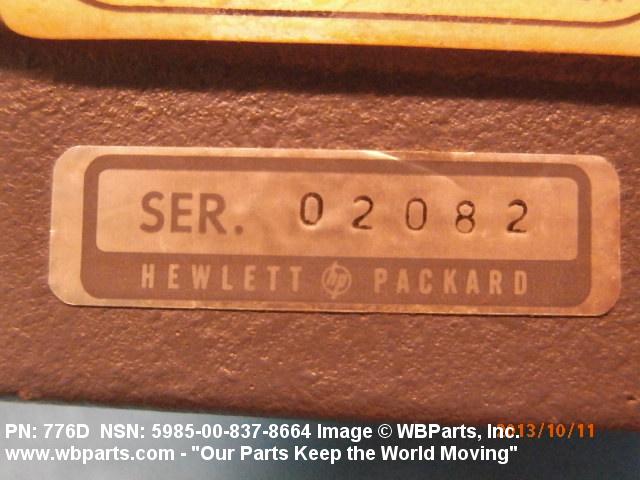 SER. 02082
HEWLETT hp PACKARD
PN: 776D NSN: 5985-00-837-8664 Image © WBParts, Inc. 2013/10/11
www.wbparts.com - "Our Parts Keep the World Moving"